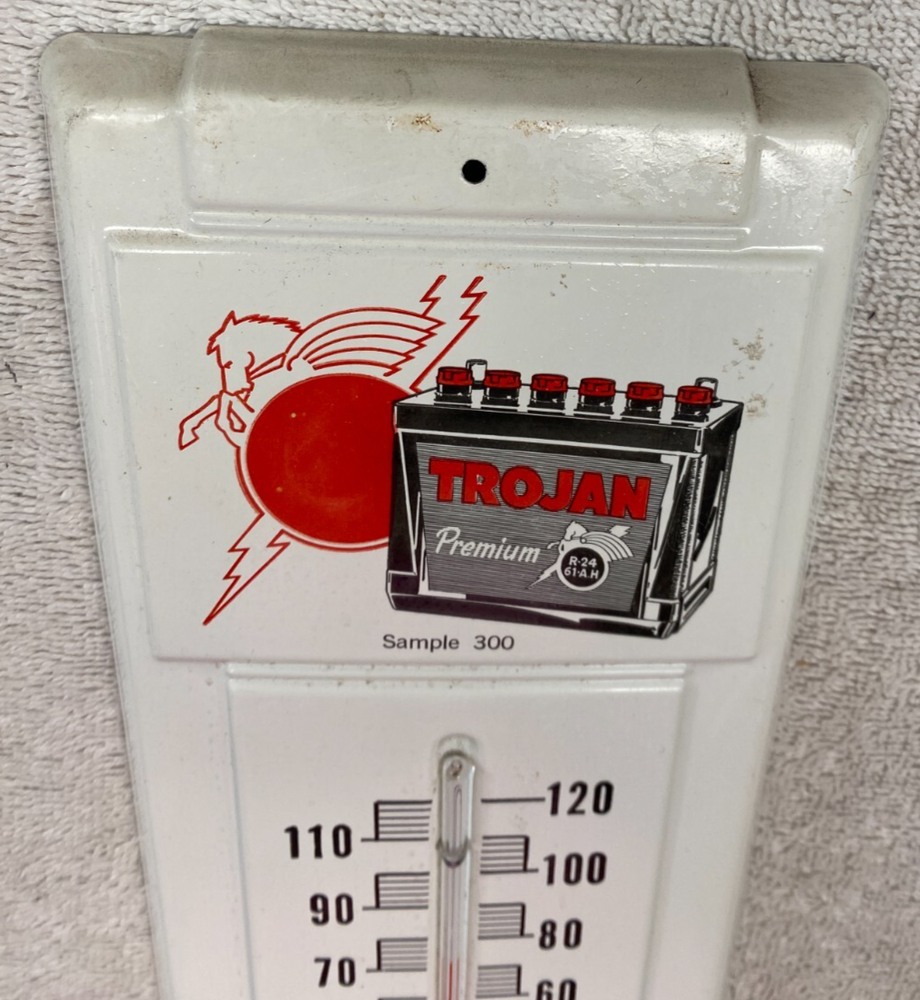 TROJAN
Premium
R-24
61-A.H
Sample 300
120
110
100
90
80
70
60